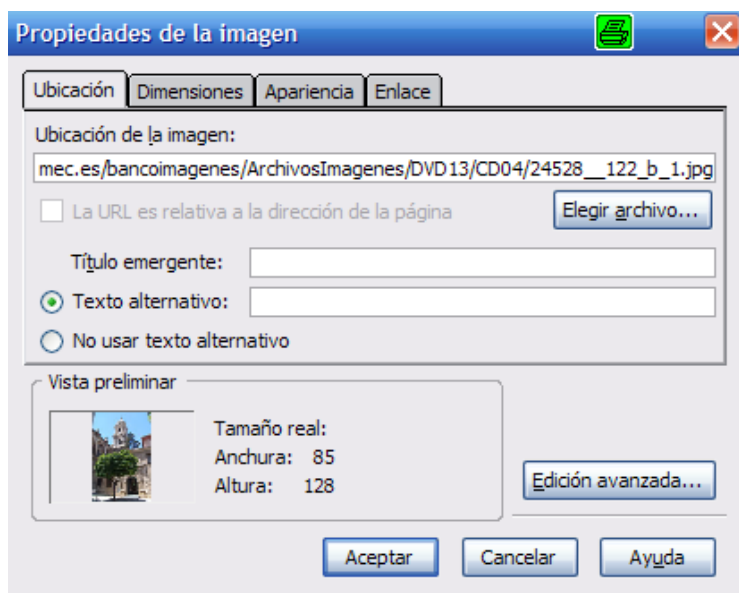 Propiedades de la imagen
Ubicación Dimensiones Apariencia Enlace
Ubicación de la imagen:
mec.es/bancoimagenes/ArchivosImagenes/DVD13/CD04/24528__122_b_1.jpg
La URL es relativa a la dirección de la página Elegir archivo...
Título emergente:
Texto alternativo:
No usar texto alternativo
Vista preliminar
Tamaño real:
Anchura: 85
Altura: 128
Edición avanzada...
Aceptar Cancelar Ayuda